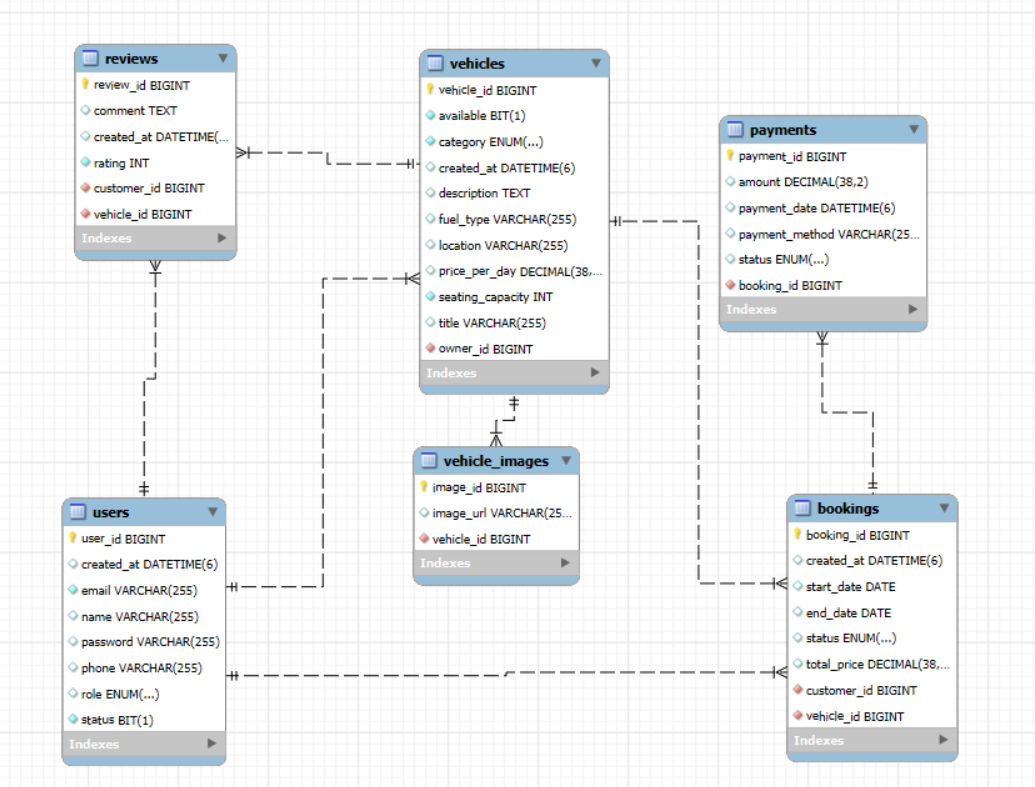 reviews
review_id BIGINT
comment TEXT
created_at DATETIME(...
rating INT
customer_id BIGINT
vehicle_id BIGINT
Indexes
vehicles
vehicle_id BIGINT
available BIT(1)
category ENUM(...)
created_at DATETIME(6)
description TEXT
fuel_type VARCHAR(255)
location VARCHAR(255)
price_per_day DECIMAL(38,...
seating_capacity INT
title VARCHAR(255)
owner_id BIGINT
Indexes
payments
payment_id BIGINT
amount DECIMAL(38,2)
payment_date DATETIME(6)
payment_method VARCHAR(25...
status ENUM(...)
booking_id BIGINT
Indexes
vehicle_images
image_id BIGINT
image_url VARCHAR(25...
vehicle_id BIGINT
Indexes
users
user_id BIGINT
created_at DATETIME(6)
email VARCHAR(255)
name VARCHAR(255)
password VARCHAR(255)
phone VARCHAR(255)
role ENUM(...)
status BIT(1)
Indexes
bookings
booking_id BIGINT
created_at DATETIME(6)
start_date DATE
end_date DATE
status ENUM(...)
total_price DECIMAL(38,...
customer_id BIGINT
vehicle_id BIGINT
Indexes